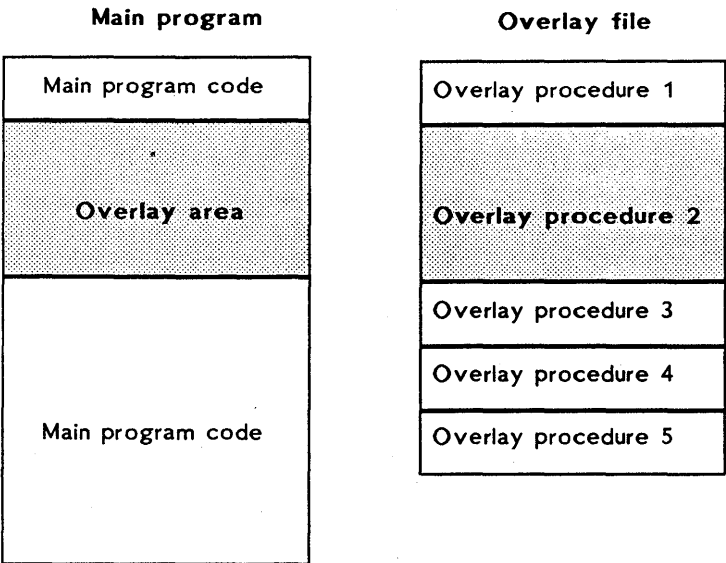 Main program
Main program code
Overlay area
Main program code
Overlay file
Overlay procedure 1
Overlay procedure 2
Overlay procedure 3
Overlay procedure 4
Overlay procedure 5